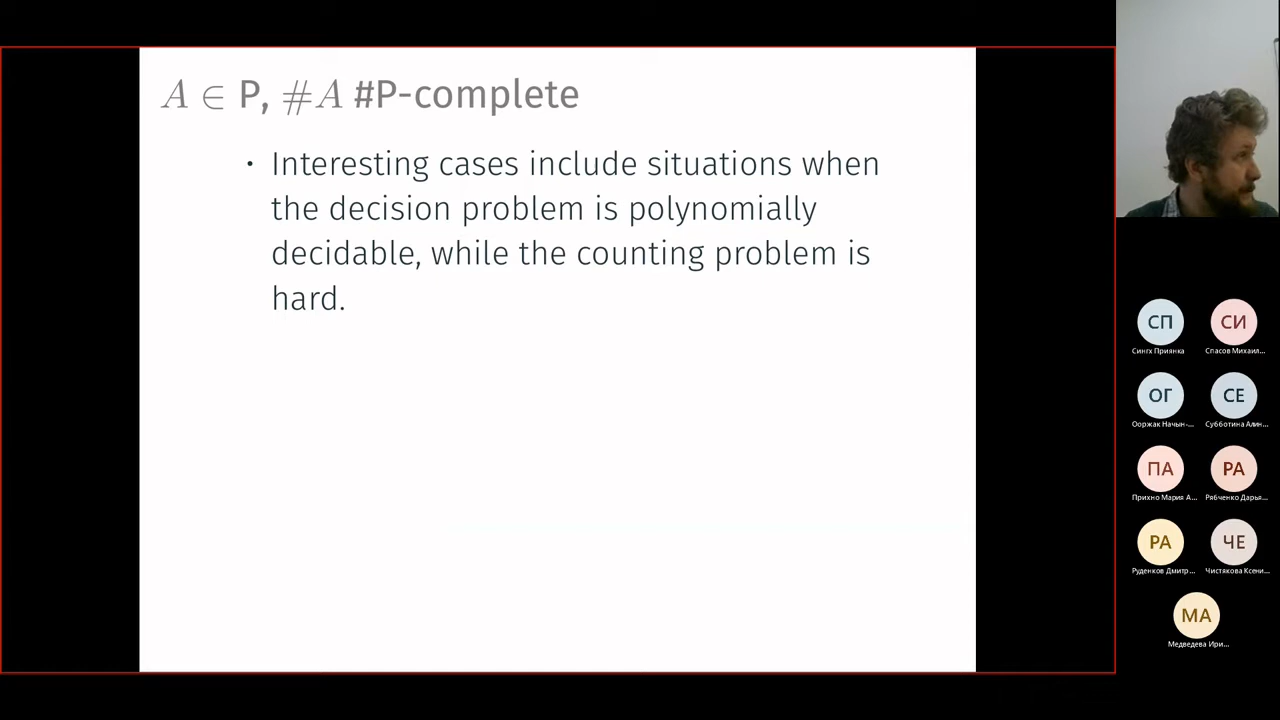 A ∈ P, #A #P-complete
• Interesting cases include situations when
the decision problem is polynomially
decidable, while the counting problem is
hard.
СП
СИ
Сингх Приянка
Спасов Михаил...
ОГ
СЕ
Ооржак Начын-...
Субботина Алин...
ПА
РА
Прихно Мария А...
Рябченко Дарья...
РА
ЧЕ
Руденков Дмитр...
Чистякова Ксени...
МА
Медведева Ири...